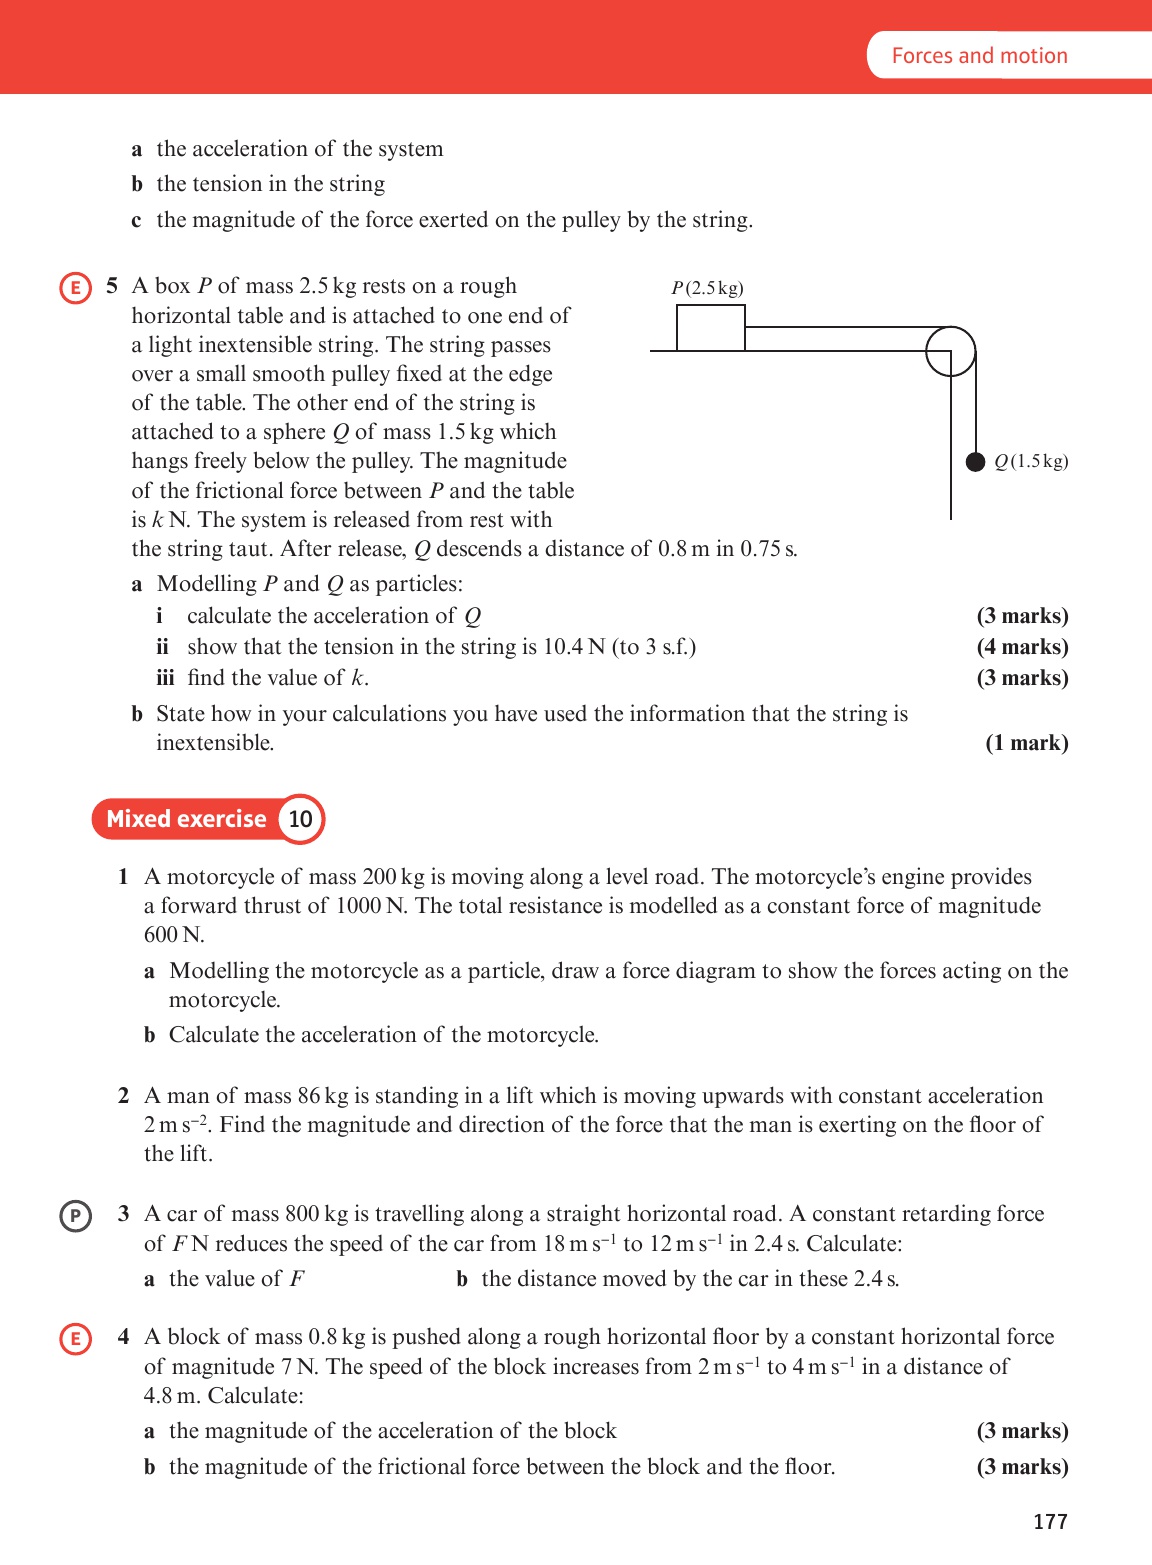 Forces and motion
a the acceleration of the system
b the tension in the string
c the magnitude of the force exerted on the pulley by the string.
E 5 A box P of mass 2.5 kg rests on a rough
horizontal table and is attached to one end of
a light inextensible string. The string passes
over a small smooth pulley fixed at the edge
of the table. The other end of the string is
attached to a sphere Q of mass 1.5 kg which
hangs freely below the pulley. The magnitude
of the frictional force between P and the table
is k N. The system is released from rest with
the string taut. After release, Q descends a distance of 0.8 m in 0.75 s.
P (2.5 kg)
Q (1.5 kg)
a Modelling P and Q as particles:
i calculate the acceleration of Q (3 marks)
ii show that the tension in the string is 10.4 N (to 3 s.f.) (4 marks)
iii find the value of k. (3 marks)
b State how in your calculations you have used the information that the string is
inextensible. (1 mark)
Mixed exercise 10
1 A motorcycle of mass 200 kg is moving along a level road. The motorcycle's engine provides
a forward thrust of 1000 N. The total resistance is modelled as a constant force of magnitude
600 N.
a Modelling the motorcycle as a particle, draw a force diagram to show the forces acting on the
motorcycle.
b Calculate the acceleration of the motorcycle.
2 A man of mass 86 kg is standing in a lift which is moving upwards with constant acceleration
2 m s⁻². Find the magnitude and direction of the force that the man is exerting on the floor of
the lift.
P 3 A car of mass 800 kg is travelling along a straight horizontal road. A constant retarding force
of F N reduces the speed of the car from 18 m s⁻¹ to 12 m s⁻¹ in 2.4 s. Calculate:
a the value of F b the distance moved by the car in these 2.4 s.
E 4 A block of mass 0.8 kg is pushed along a rough horizontal floor by a constant horizontal force
of magnitude 7 N. The speed of the block increases from 2 m s⁻¹ to 4 m s⁻¹ in a distance of
4.8 m. Calculate:
a the magnitude of the acceleration of the block (3 marks)
b the magnitude of the frictional force between the block and the floor. (3 marks)
177